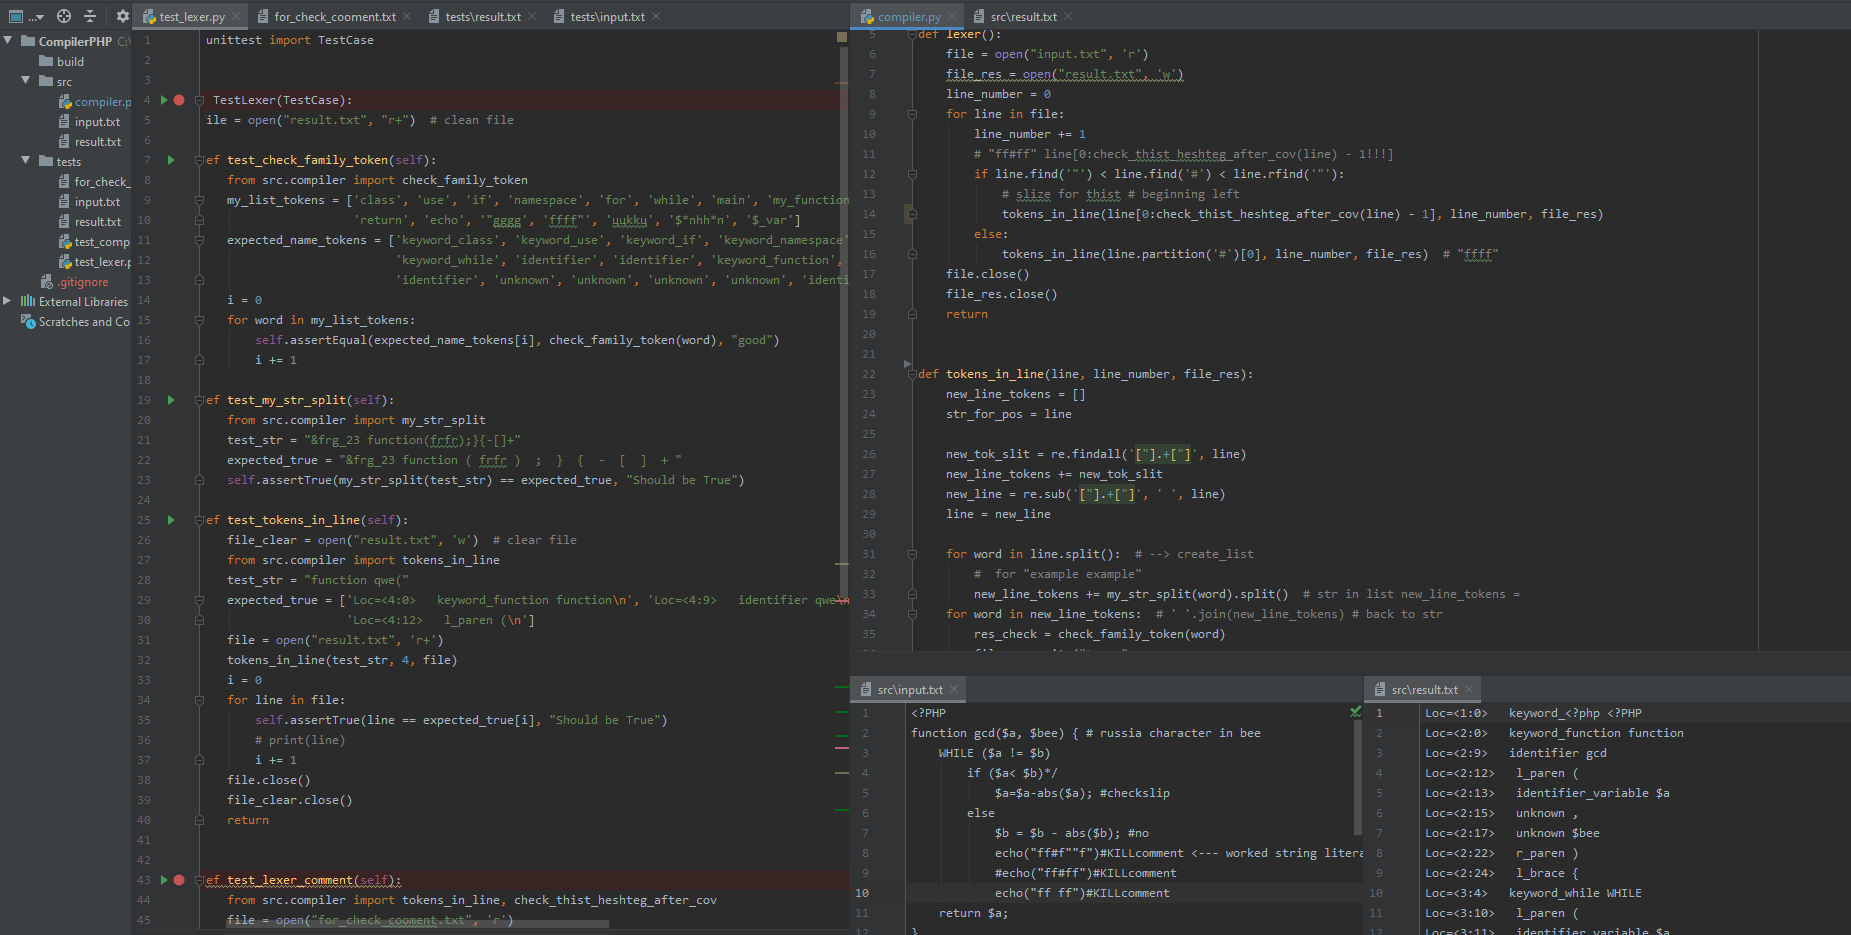 test_lexer.py
for_check_cooment.txt
tests\result.txt
tests\input.txt
compiler.py
src\result.txt
CompilerPHP C:\
build
src
compiler.p
input.txt
result.txt
tests
for_check_
input.txt
result.txt
test_comp
test_lexer.p
.gitignore
External Libraries
Scratches and Co
1 unittest import TestCase
2
3
4 TestLexer(TestCase):
5 ile = open("result.txt", "r+")  # clean file
6
7 ef test_check_family_token(self):
8 from src.compiler import check_family_token
9 my_list_tokens = ['class', 'use', 'if', 'namespace', 'for', 'while', 'main', 'my_function
10 'return', 'echo', '"gggg', 'ffff"', 'uukku', '$*nhh*n', '$_var']
11 expected_name_tokens = ['keyword_class', 'keyword_use', 'keyword_if', 'keyword_namespace'
12 'keyword_while', 'identifier', 'identifier', 'keyword_function',
13 'identifier', 'unknown', 'unknown', 'unknown', 'unknown', 'identi
14 i = 0
15 for word in my_list_tokens:
16 self.assertEqual(expected_name_tokens[i], check_family_token(word), "good")
17 i += 1
18
19 ef test_my_str_split(self):
20 from src.compiler import my_str_split
21 test_str = "&frg_23 function(frfr);}{-[]+"
22 expected_true = "&frg_23 function ( frfr )  ;  }  {  -  [  ]  + "
23 self.assertTrue(my_str_split(test_str) == expected_true, "Should be True")
24
25 ef test_tokens_in_line(self):
26 file_clear = open("result.txt", 'w')  # clear file
27 from src.compiler import tokens_in_line
28 test_str = "function qwe("
29 expected_true = ['Loc=<4:0>   keyword_function function\n', 'Loc=<4:9>   identifier qwe\n
30 'Loc=<4:12>   l_paren (\n']
31 file = open("result.txt", 'r+')
32 tokens_in_line(test_str, 4, file)
33 i = 0
34 for line in file:
35 self.assertTrue(line == expected_true[i], "Should be True")
36 # print(line)
37 i += 1
38 file.close()
39 file_clear.close()
40 return
41
42
43 ef test_lexer_comment(self):
44 from src.compiler import tokens_in_line, check_thist_heshteg_after_cov
45 file = open("for_check_cooment.txt", 'r')
5 def lexer():
6 file = open("input.txt", 'r')
7 file_res = open("result.txt", 'w')
8 line_number = 0
9 for line in file:
10 line_number += 1
11 # "ff#ff" line[0:check_thist_heshteg_after_cov(line) - 1!!!]
12 if line.find('"') < line.find('#') < line.rfind('"'):
13 # slize for thist # beginning left
14 tokens_in_line(line[0:check_thist_heshteg_after_cov(line) - 1], line_number, file_res)
15 else:
16 tokens_in_line(line.partition('#')[0], line_number, file_res)  # "ffff"
17 file.close()
18 file_res.close()
19 return
20
21
22 def tokens_in_line(line, line_number, file_res):
23 new_line_tokens = []
24 str_for_pos = line
25
26 new_tok_slit = re.findall('["].+["]', line)
27 new_line_tokens += new_tok_slit
28 new_line = re.sub('["].+["]', ' ', line)
29 line = new_line
30
31 for word in line.split():  # --> create_list
32 #  for "example example"
33 new_line_tokens += my_str_split(word).split()  # str in list new_line_tokens =
34 for word in new_line_tokens:  # ' '.join(new_line_tokens) # back to str
35 res_check = check_family_token(word)
src\input.txt
1 <?PHP
2 function gcd($a, $bee) { # russia character in bee
3 WHILE ($a != $b)
4 if ($a< $b)*/
5 $a=$a-abs($a); #checkslip
6 else
7 $b = $b - abs($b); #no
8 echo("ff#f""f")#KILLcomment <--- worked string litera
9 #echo("ff#ff")#KILLcomment
10 echo("ff ff")#KILLcomment
11 return $a;
12 }
src\result.txt
1 Loc=<1:0>   keyword_<?php <?PHP
2 Loc=<2:0>   keyword_function function
3 Loc=<2:9>   identifier gcd
4 Loc=<2:12>   l_paren (
5 Loc=<2:13>   identifier_variable $a
6 Loc=<2:15>   unknown ,
7 Loc=<2:17>   unknown $bee
8 Loc=<2:22>   r_paren )
9 Loc=<2:24>   l_brace {
10 Loc=<3:4>   keyword_while WHILE
11 Loc=<3:10>   l_paren (
12 Loc=<3:11>   identifier_variable $a